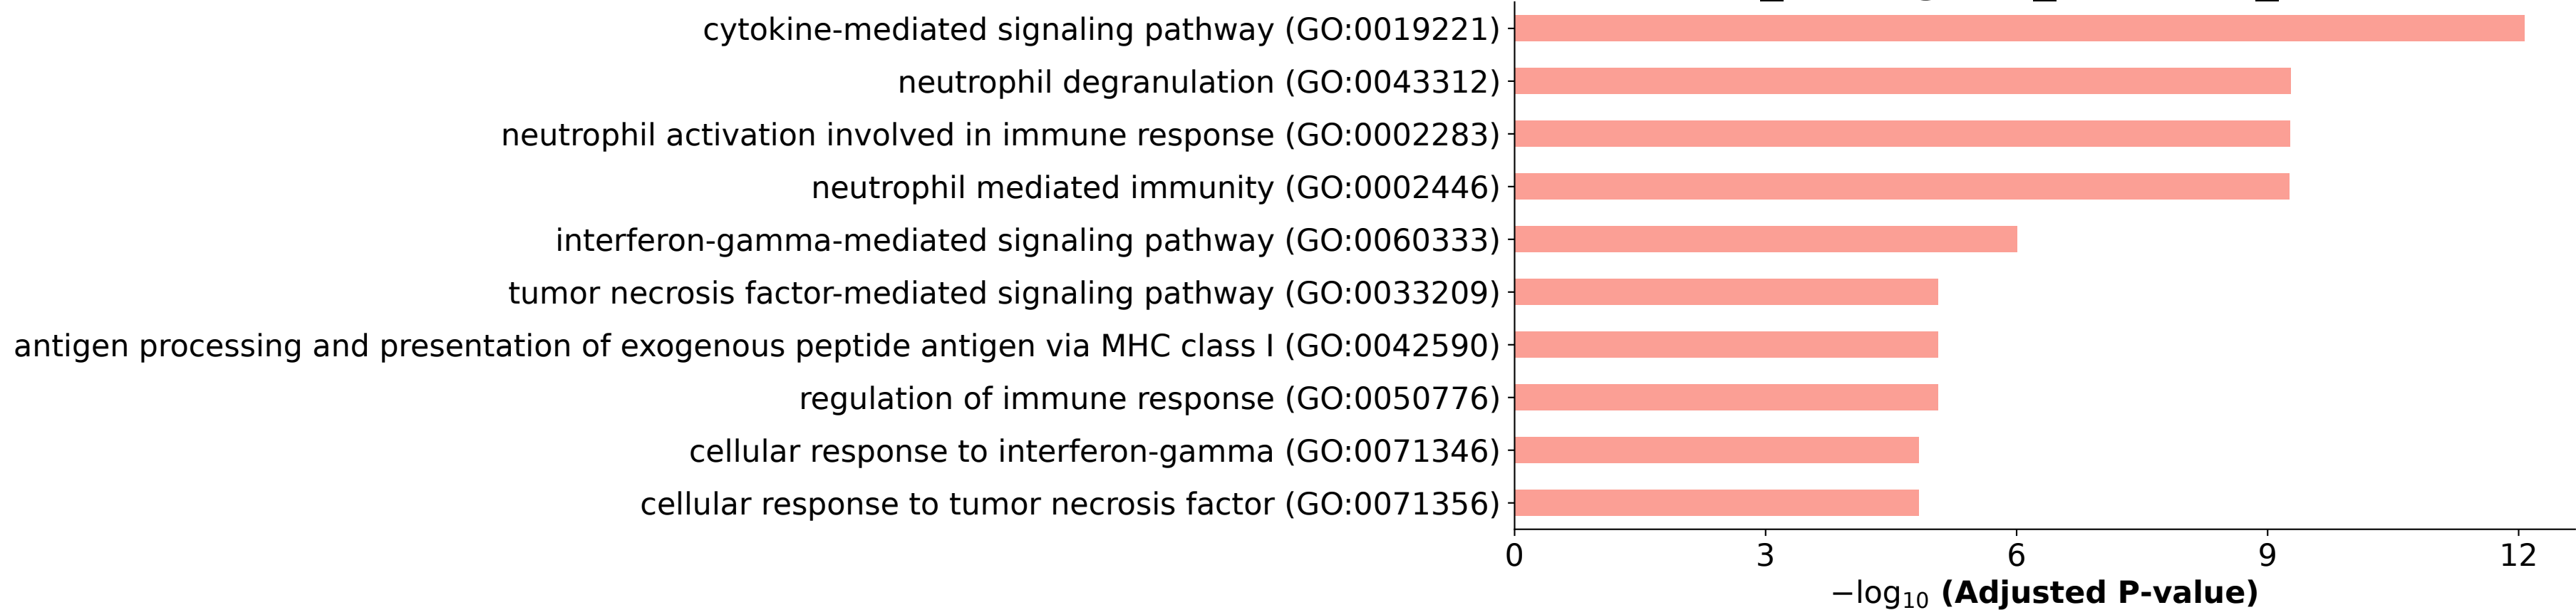 cytokine-mediated signaling pathway (GO:0019221)
neutrophil degranulation (GO:0043312)
neutrophil activation involved in immune response (GO:0002283)
neutrophil mediated immunity (GO:0002446)
interferon-gamma-mediated signaling pathway (GO:0060333)
tumor necrosis factor-mediated signaling pathway (GO:0033209)
antigen processing and presentation of exogenous peptide antigen via MHC class I (GO:0042590)
regulation of immune response (GO:0050776)
cellular response to interferon-gamma (GO:0071346)
cellular response to tumor necrosis factor (GO:0071356)
0 3 6 9 12
−log₁₀ (Adjusted P-value)